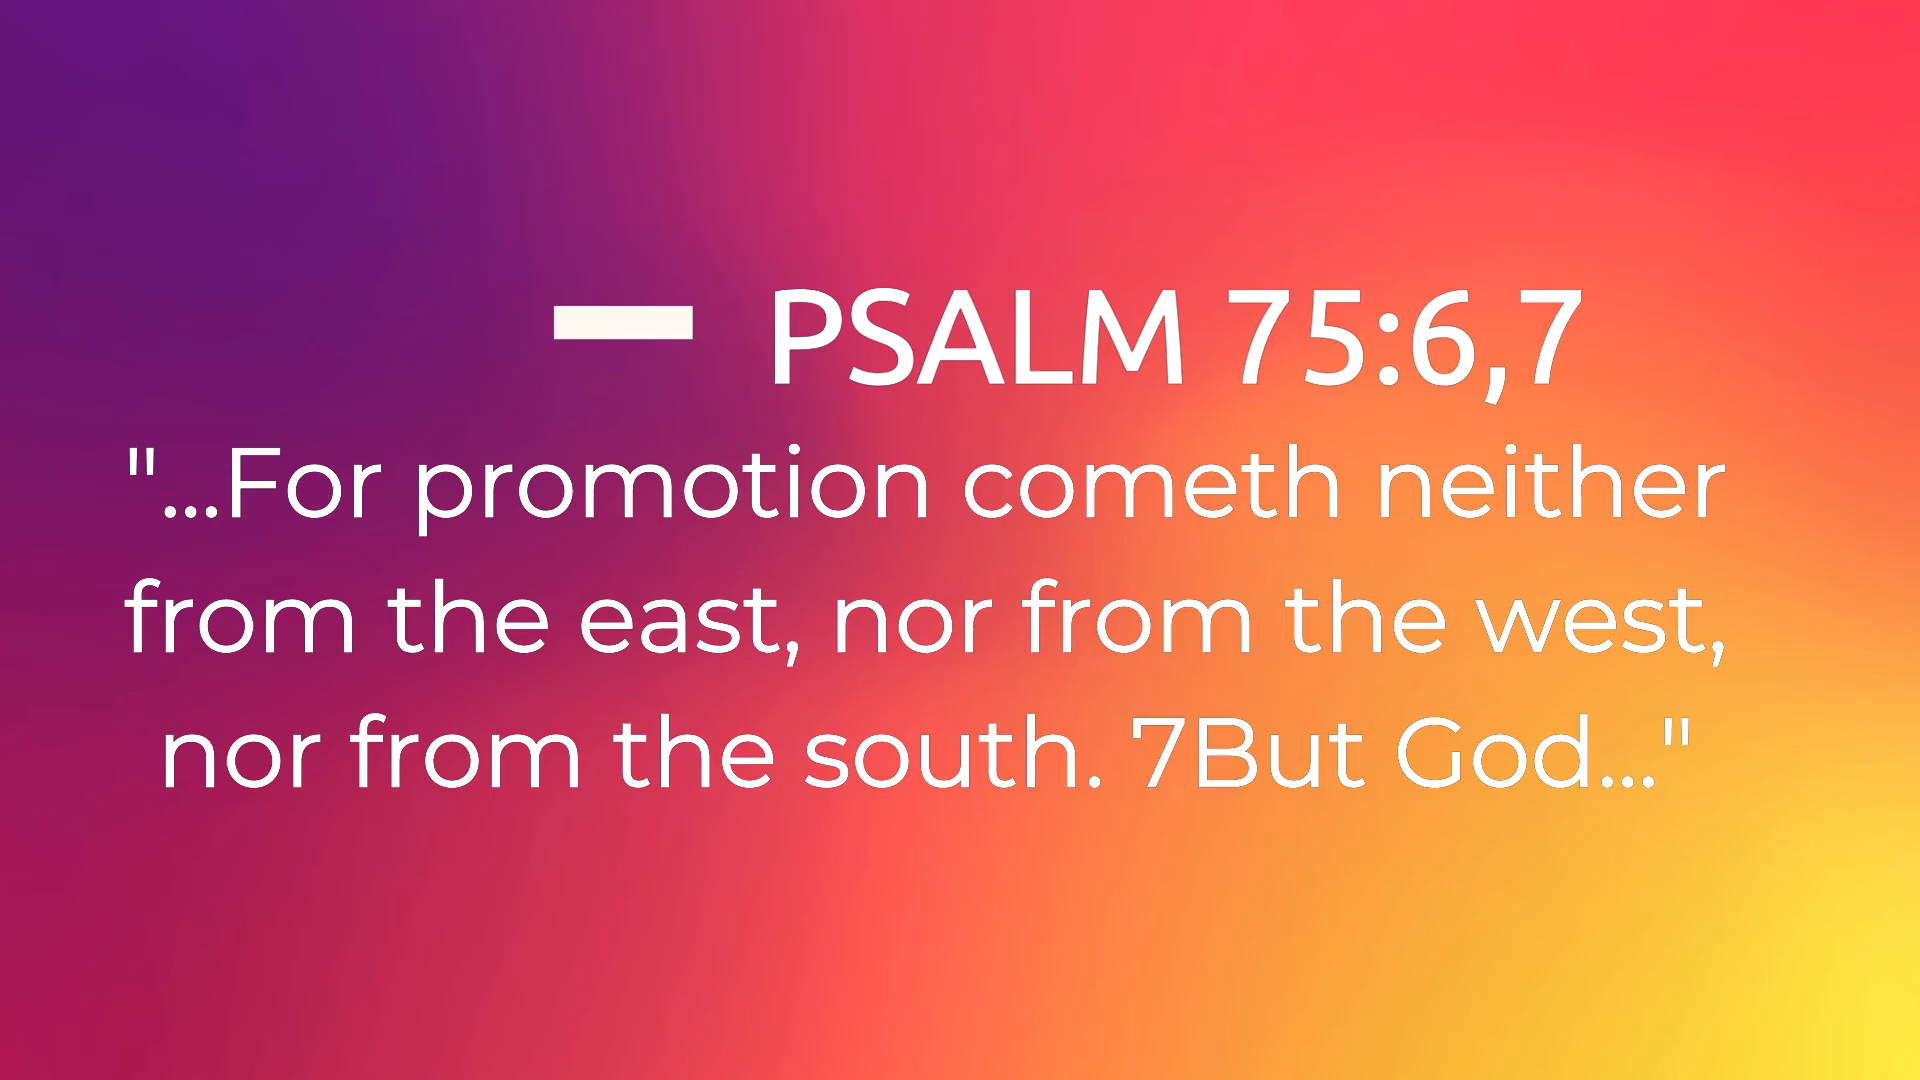 — PSALM 75:6,7
"...For promotion cometh neither
from the east, nor from the west,
nor from the south. 7But God..."